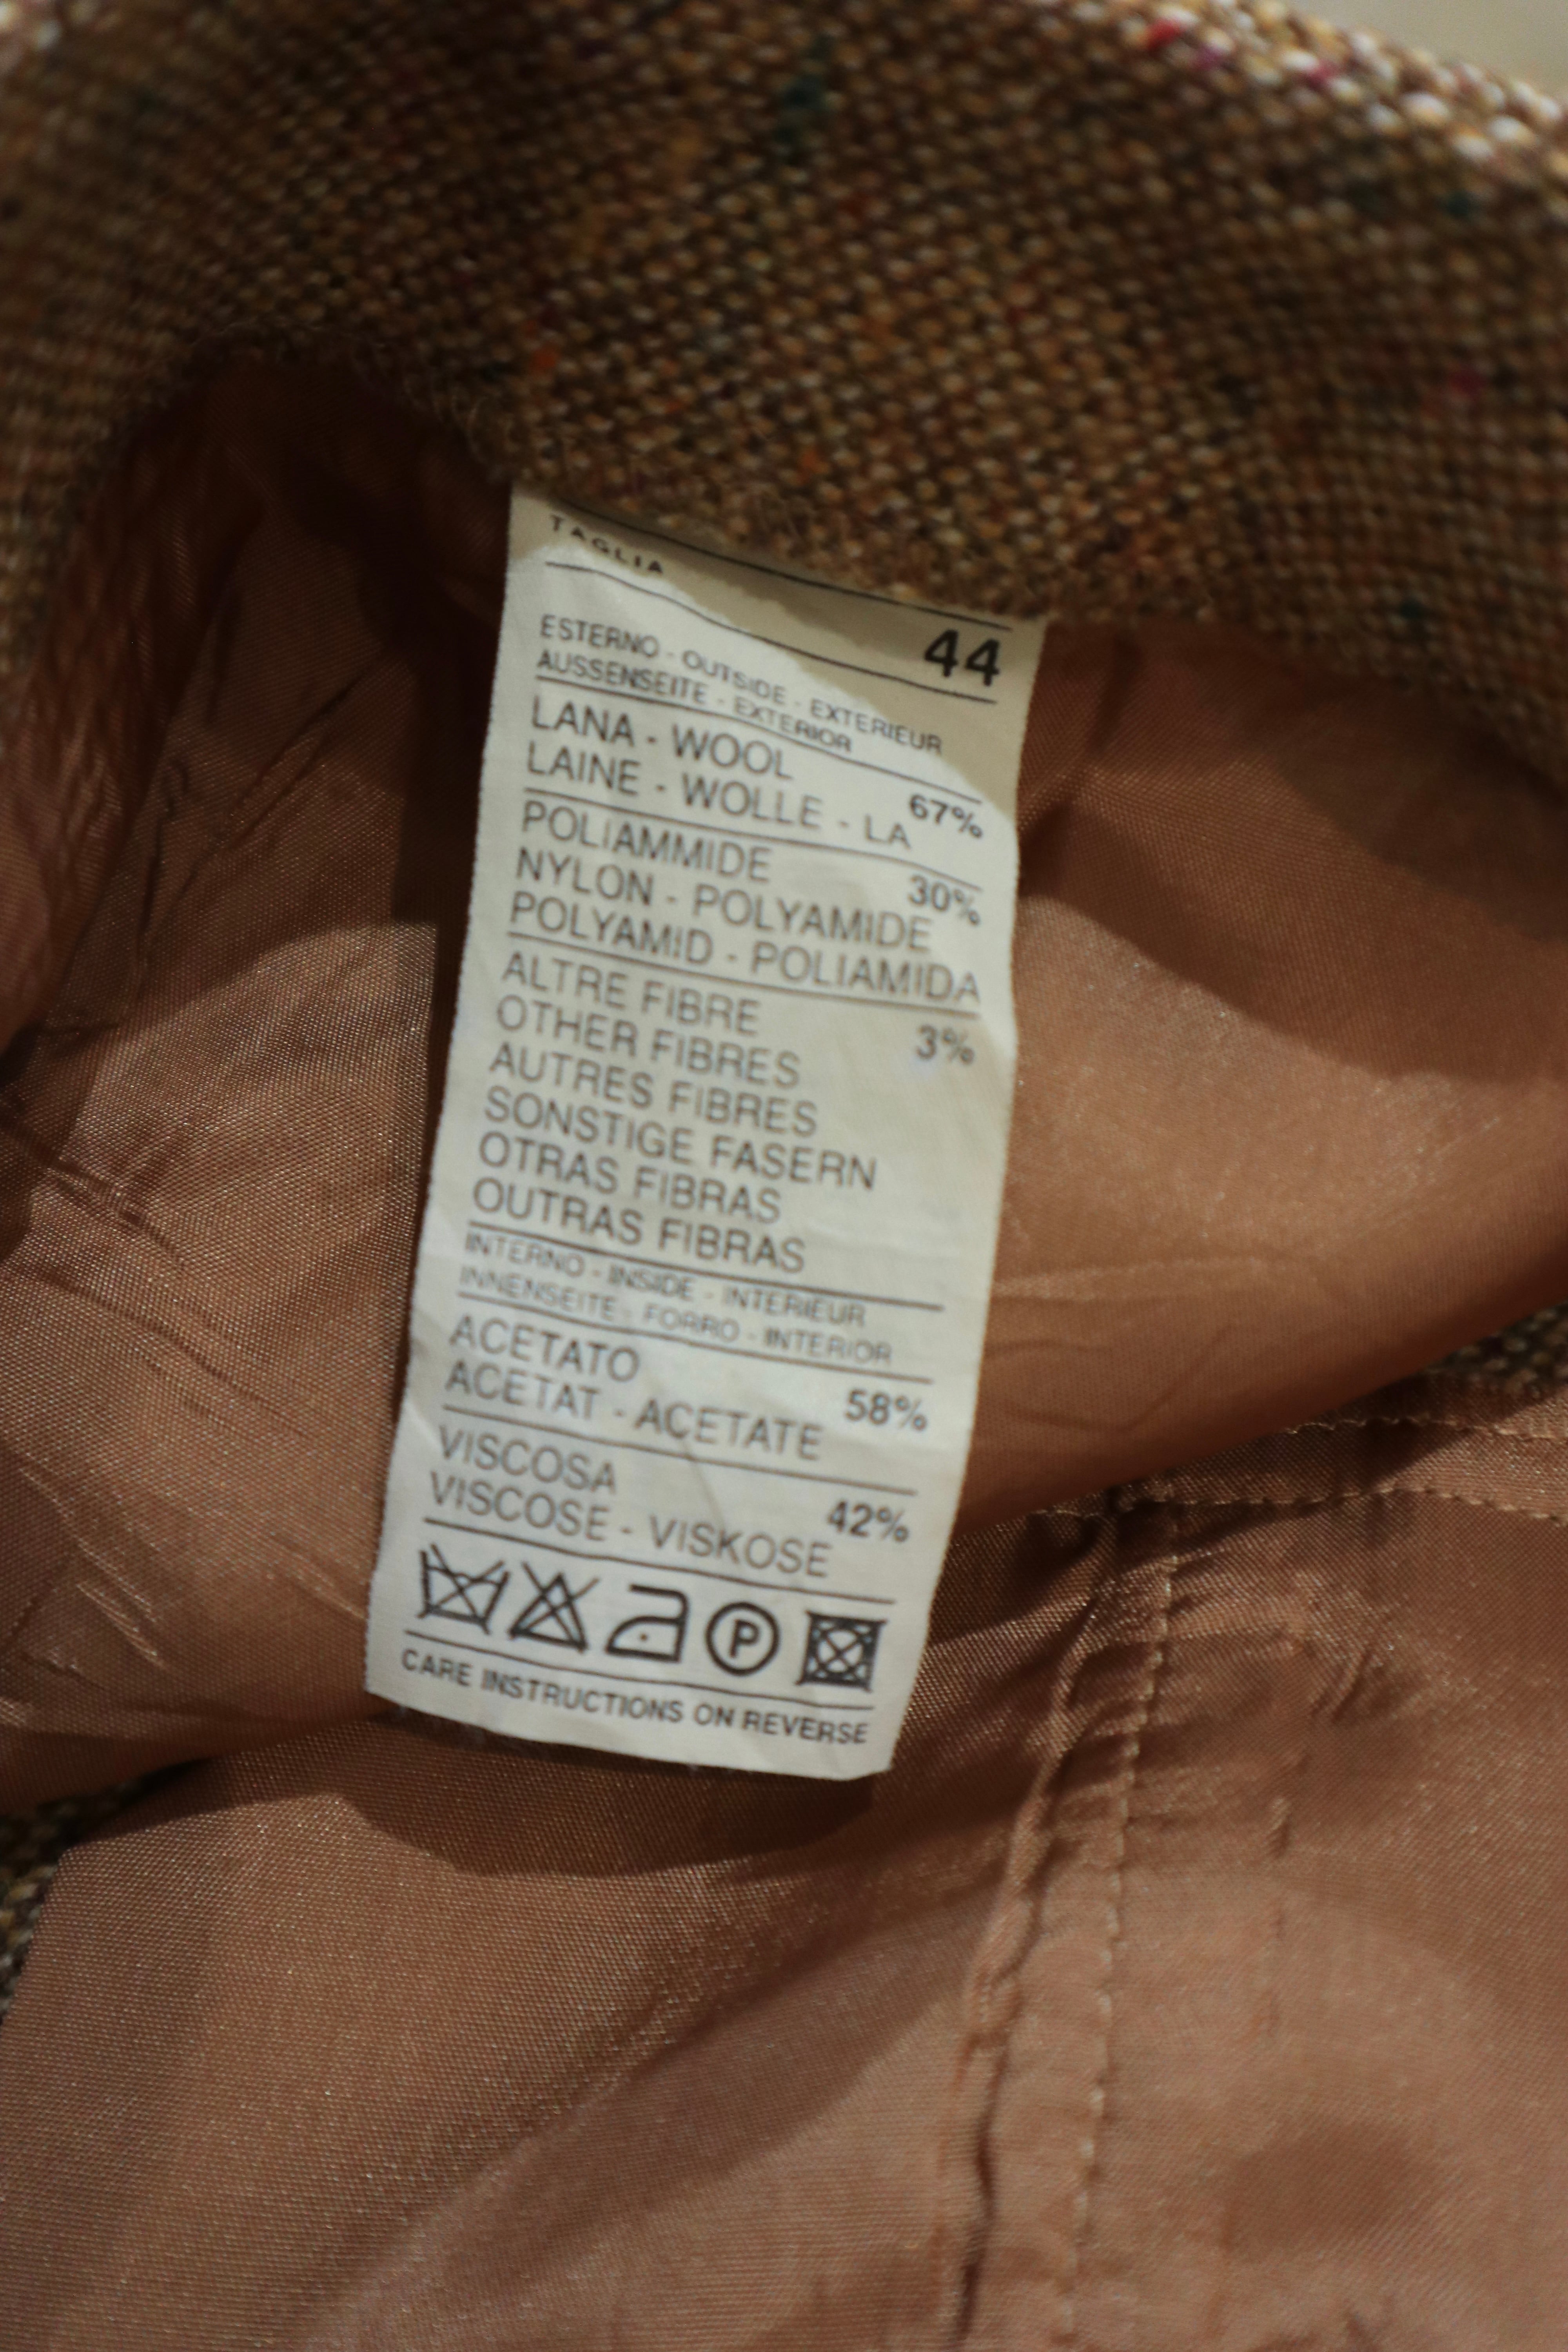 TAGLIA
44
ESTERNO - OUTSIDE - EXTERIEUR
AUSSENSEITE - EXTERIOR
LANA - WOOL 67%
LAINE - WOLLE - LA
POLIAMMIDE 30%
NYLON - POLYAMIDE
POLYAMID - POLIAMIDA
ALTRE FIBRE 3%
OTHER FIBRES
AUTRES FIBRES
SONSTIGE FASERN
OTRAS FIBRAS
OUTRAS FIBRAS
INTERNO - INSIDE - INTERIEUR
INNENSEITE - FORRO - INTERIOR
ACETATO 58%
ACETAT - ACETATE
VISCOSA 42%
VISCOSE - VISKOSE
P
CARE INSTRUCTIONS ON REVERSE